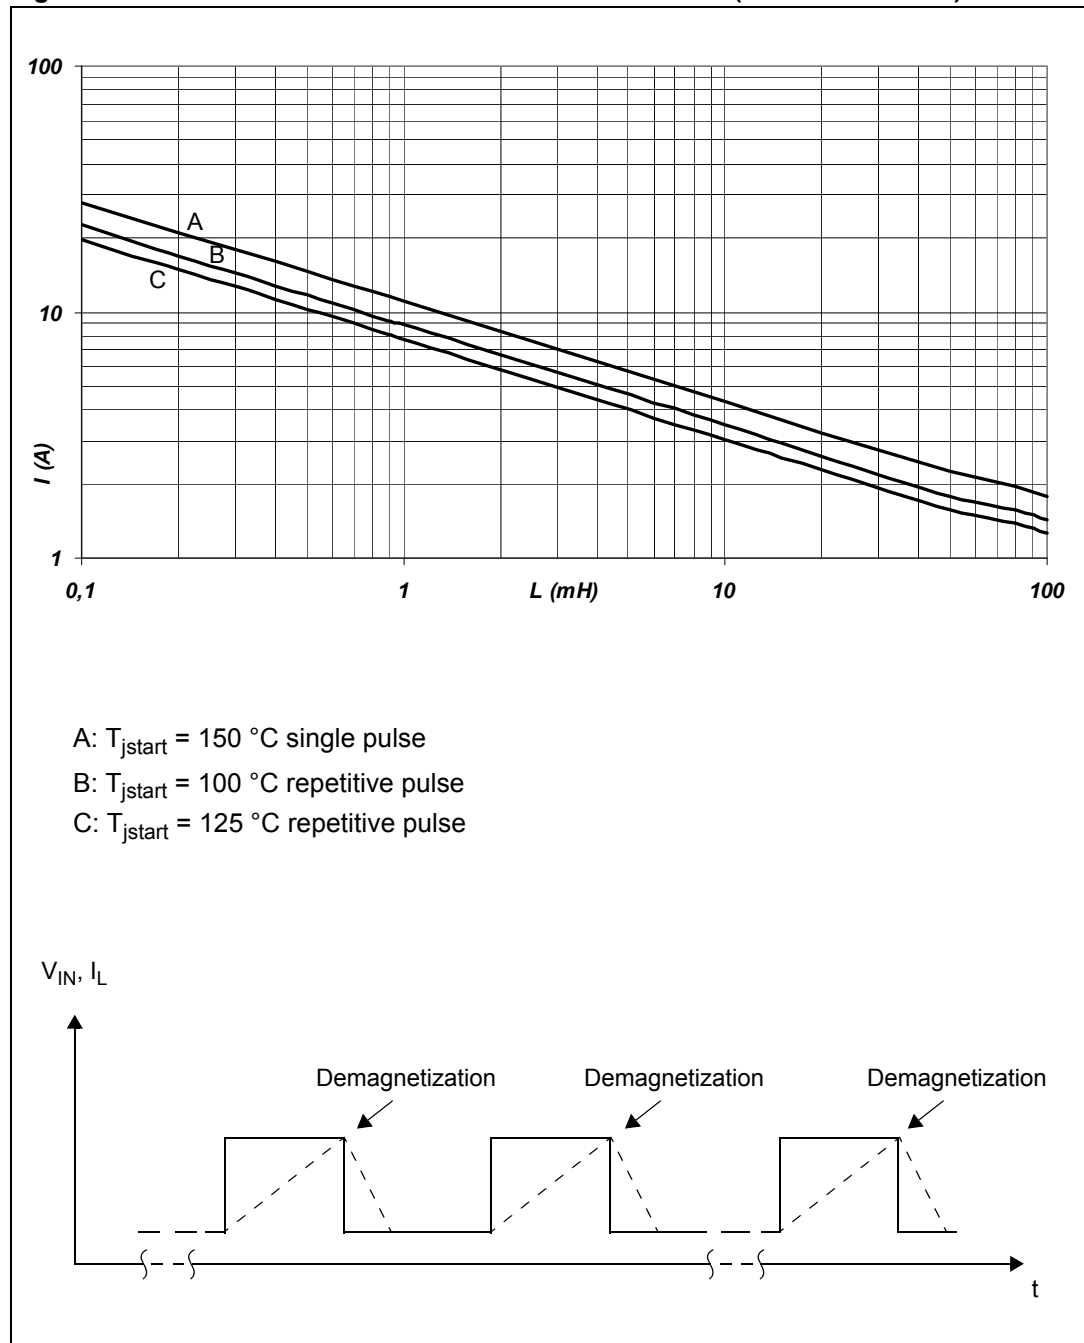 100
A
B
C
10
I (A)
1
0,1
1
L (mH)
10
100
A: Tjstart = 150 °C single pulse
B: Tjstart = 100 °C repetitive pulse
C: Tjstart = 125 °C repetitive pulse
VIN, IL
Demagnetization
Demagnetization
Demagnetization
t